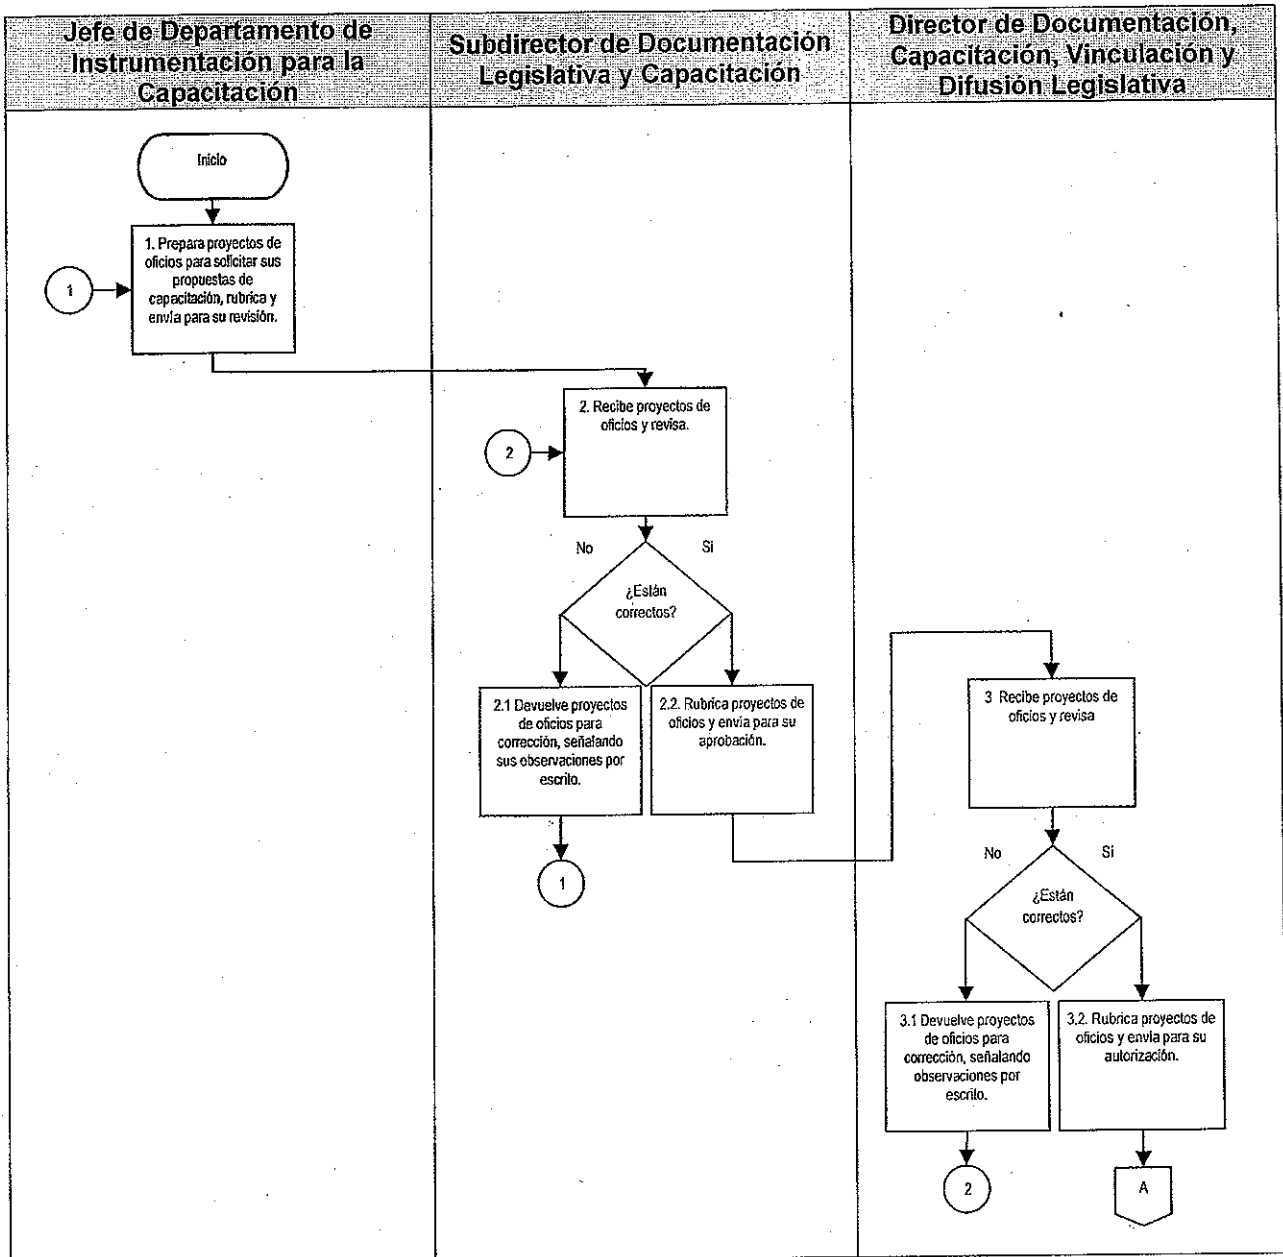 Jefe de Departamento de
Instrumentación para la
Capacitación
Subdirector de Documentación
Legislativa y Capacitación
Director de Documentación,
Capacitación, Vinculación y
Difusión Legislativa
Inicio
1. Prepara proyectos de
oficios para solicitar sus
propuestas de
capacitación, rubrica y
envía para su revisión.
1
2. Recibe proyectos de
oficios y revisa.
2
No
Si
¿Están
correctos?
2.1 Devuelve proyectos
de oficios para
corrección, señalando
sus observaciones por
escrito.
2.2. Rubrica proyectos de
oficios y envía para su
aprobación.
1
3 Recibe proyectos de
oficios y revisa
No
Si
¿Están
correctos?
3.1 Devuelve proyectos
de oficios para
corrección, señalando
observaciones por
escrito.
3.2. Rubrica proyectos de
oficios y envía para su
autorización.
2
A